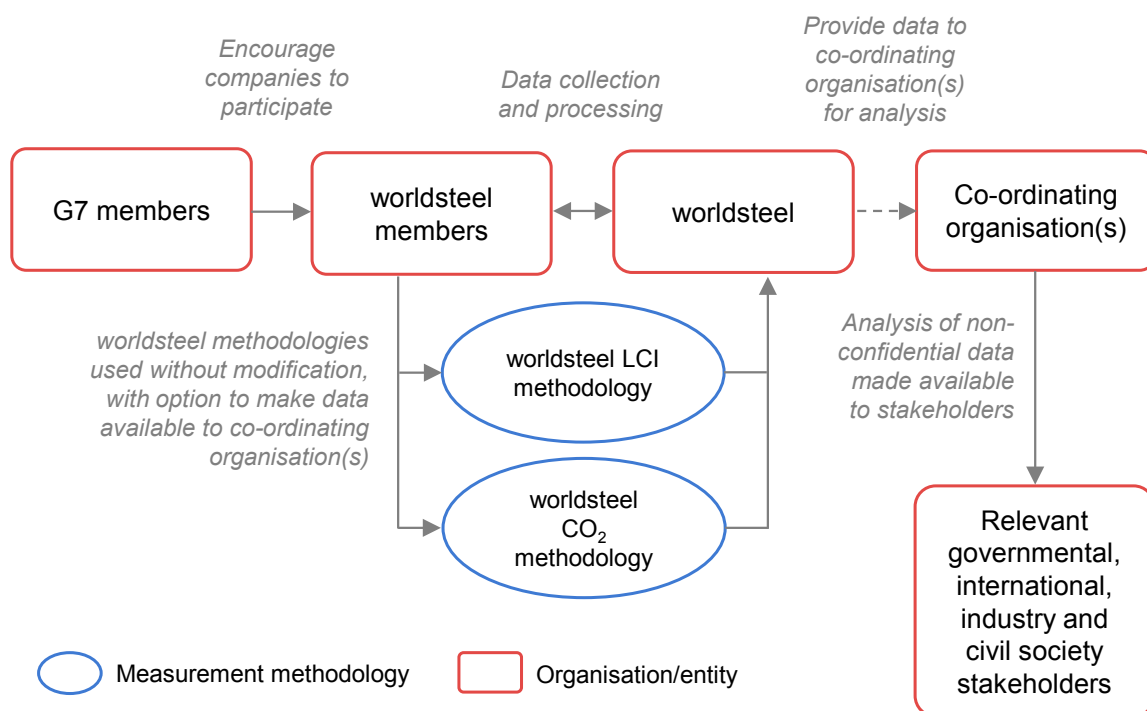 Encourage
companies to
participate
Data collection
and processing
Provide data to
co-ordinating
organisation(s)
for analysis
G7 members
worldsteel
members
worldsteel
Co-ordinating
organisation(s)
worldsteel methodologies
used without modification,
with option to make data
available to co-ordinating
organisation(s)
worldsteel LCI
methodology
Analysis of non-
confidential data
made available
to stakeholders
worldsteel
CO₂
methodology
Relevant
governmental,
international,
industry and
civil society
stakeholders
Measurement methodology
Organisation/entity